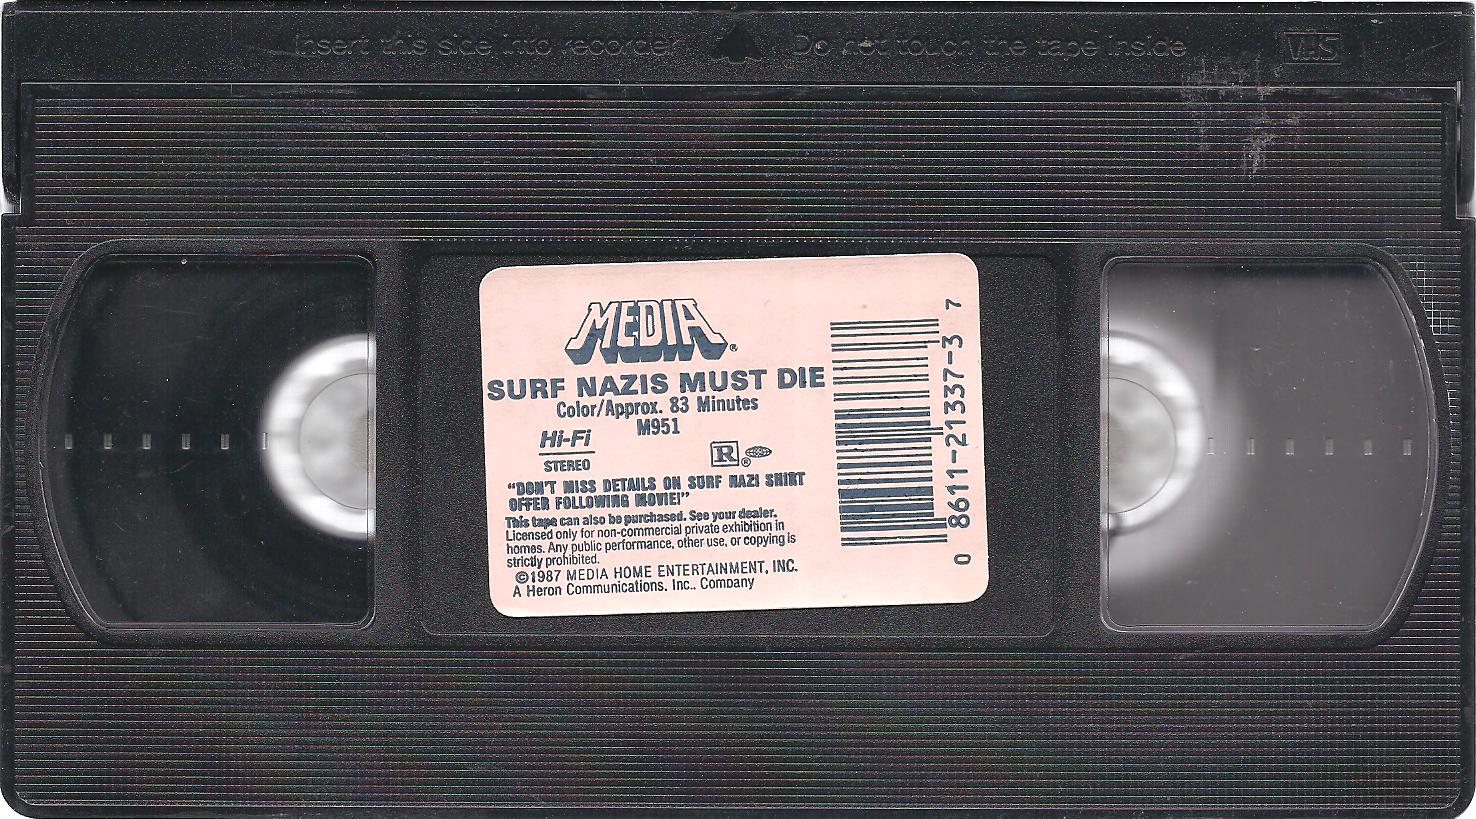 Insert this side into recorder Do not touch the tape inside VHS
MEDIA®
SURF NAZIS MUST DIE
Color/Approx. 83 Minutes
M951
Hi-Fi
STEREO
R®
"DON'T MISS DETAILS ON SURF NAZI SHIRT
OFFER FOLLOWING MOVIE!"
This tape can also be purchased. See your dealer.
Licensed only for non-commercial private exhibition in
homes. Any public performance, other use, or copying is
strictly prohibited.
©1987 MEDIA HOME ENTERTAINMENT, INC.
A Heron Communications, Inc., Company
0 8611-21337-3 7